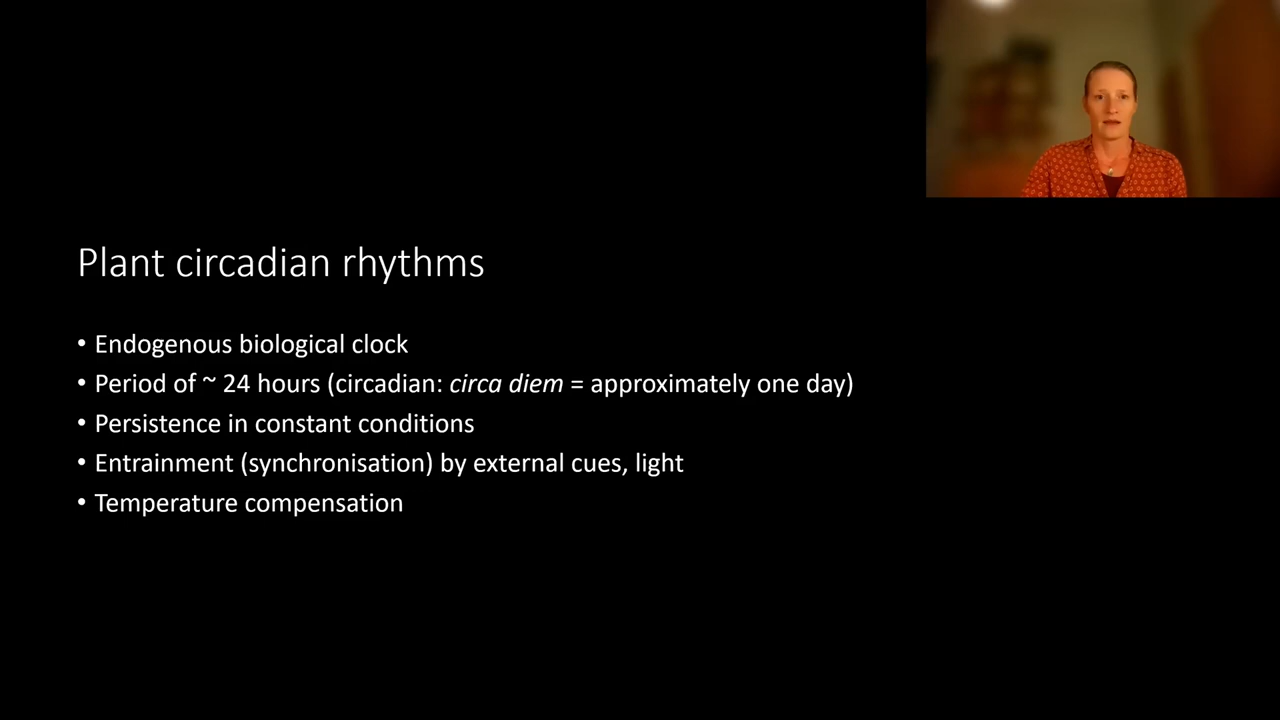 Plant circadian rhythms
• Endogenous biological clock
• Period of ~ 24 hours (circadian: circa diem = approximately one day)
• Persistence in constant conditions
• Entrainment (synchronisation) by external cues, light
• Temperature compensation